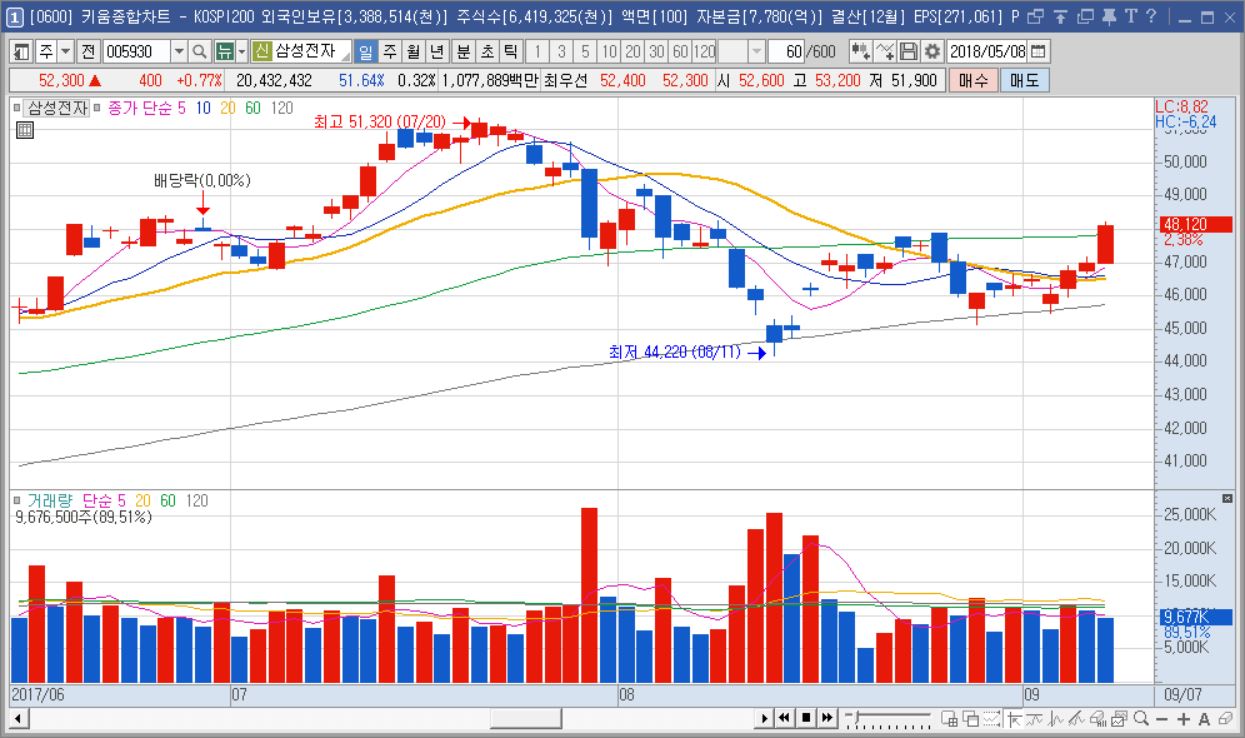 1 [0600] 키움종합차트 - KOSPI200 외국인보유[3,388,514(천)] 주식수[6,419,325(천)] 액면[100] 자본금[7,780(억)] 결산[12월] EPS[271,061] P T ?
주 전 005930 뉴 신 삼성전자 일 주 월 년 분 초 틱 1 3 5 10 20 30 60 120 60 /600 2018/05/08
52,300 ▲ 400 +0.77% 20,432,432 51.64% 0.32% 1,077,889백만 최우선 52,400 52,300 시 52,600 고 53,200 저 51,900 매수 매도
삼성전자 종가 단순 5 10 20 60 120
LC:8,82
HC:-6,24
최고 51,320 (07/20)
50,000
배당락(0,00%)
49,000
48,120
2,38%
47,000
46,000
45,000
최저 44,220 (08/11)
44,000
43,000
42,000
41,000
거래량 단순 5 20 60 120
9,676,500주(89,51%)
25,000K
20,000K
15,000K
9,677K
89,51%
5,000K
2017/06 07 08 09 09/07
A